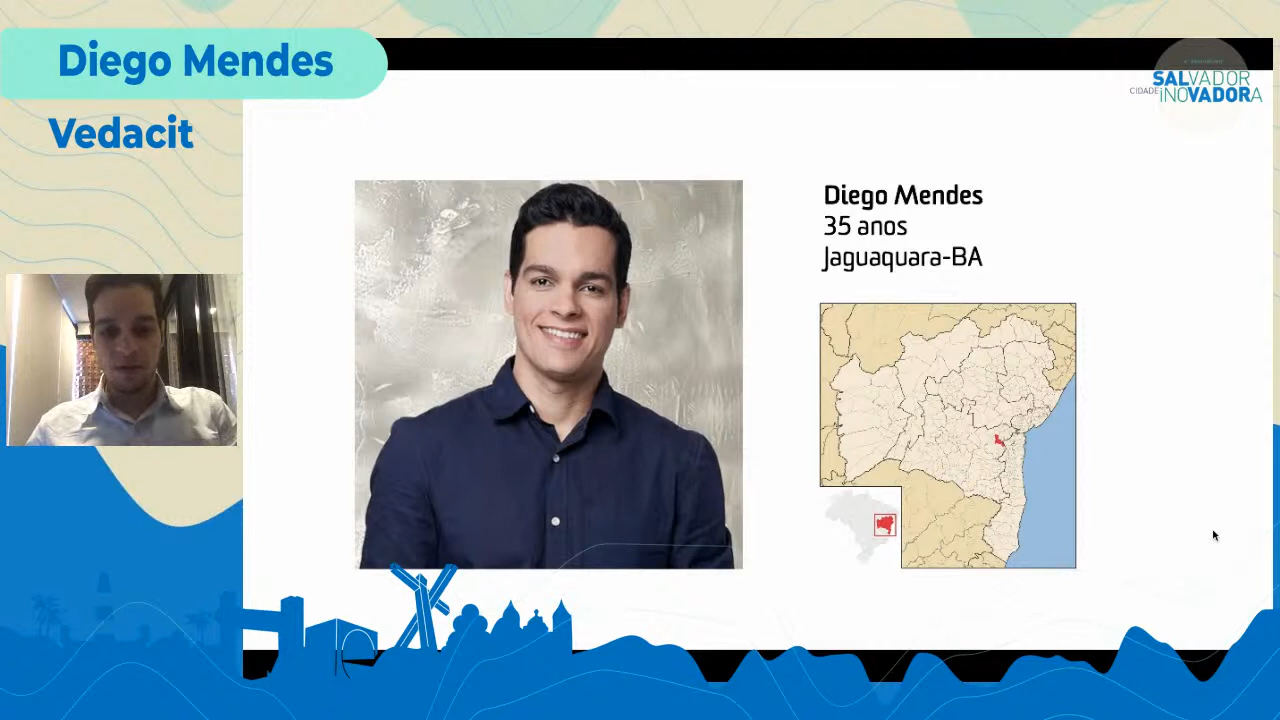 Diego Mendes
Vedacit
SALVADOR
CIDADE INOVADORA
Diego Mendes
35 anos
Jaguaquara-BA